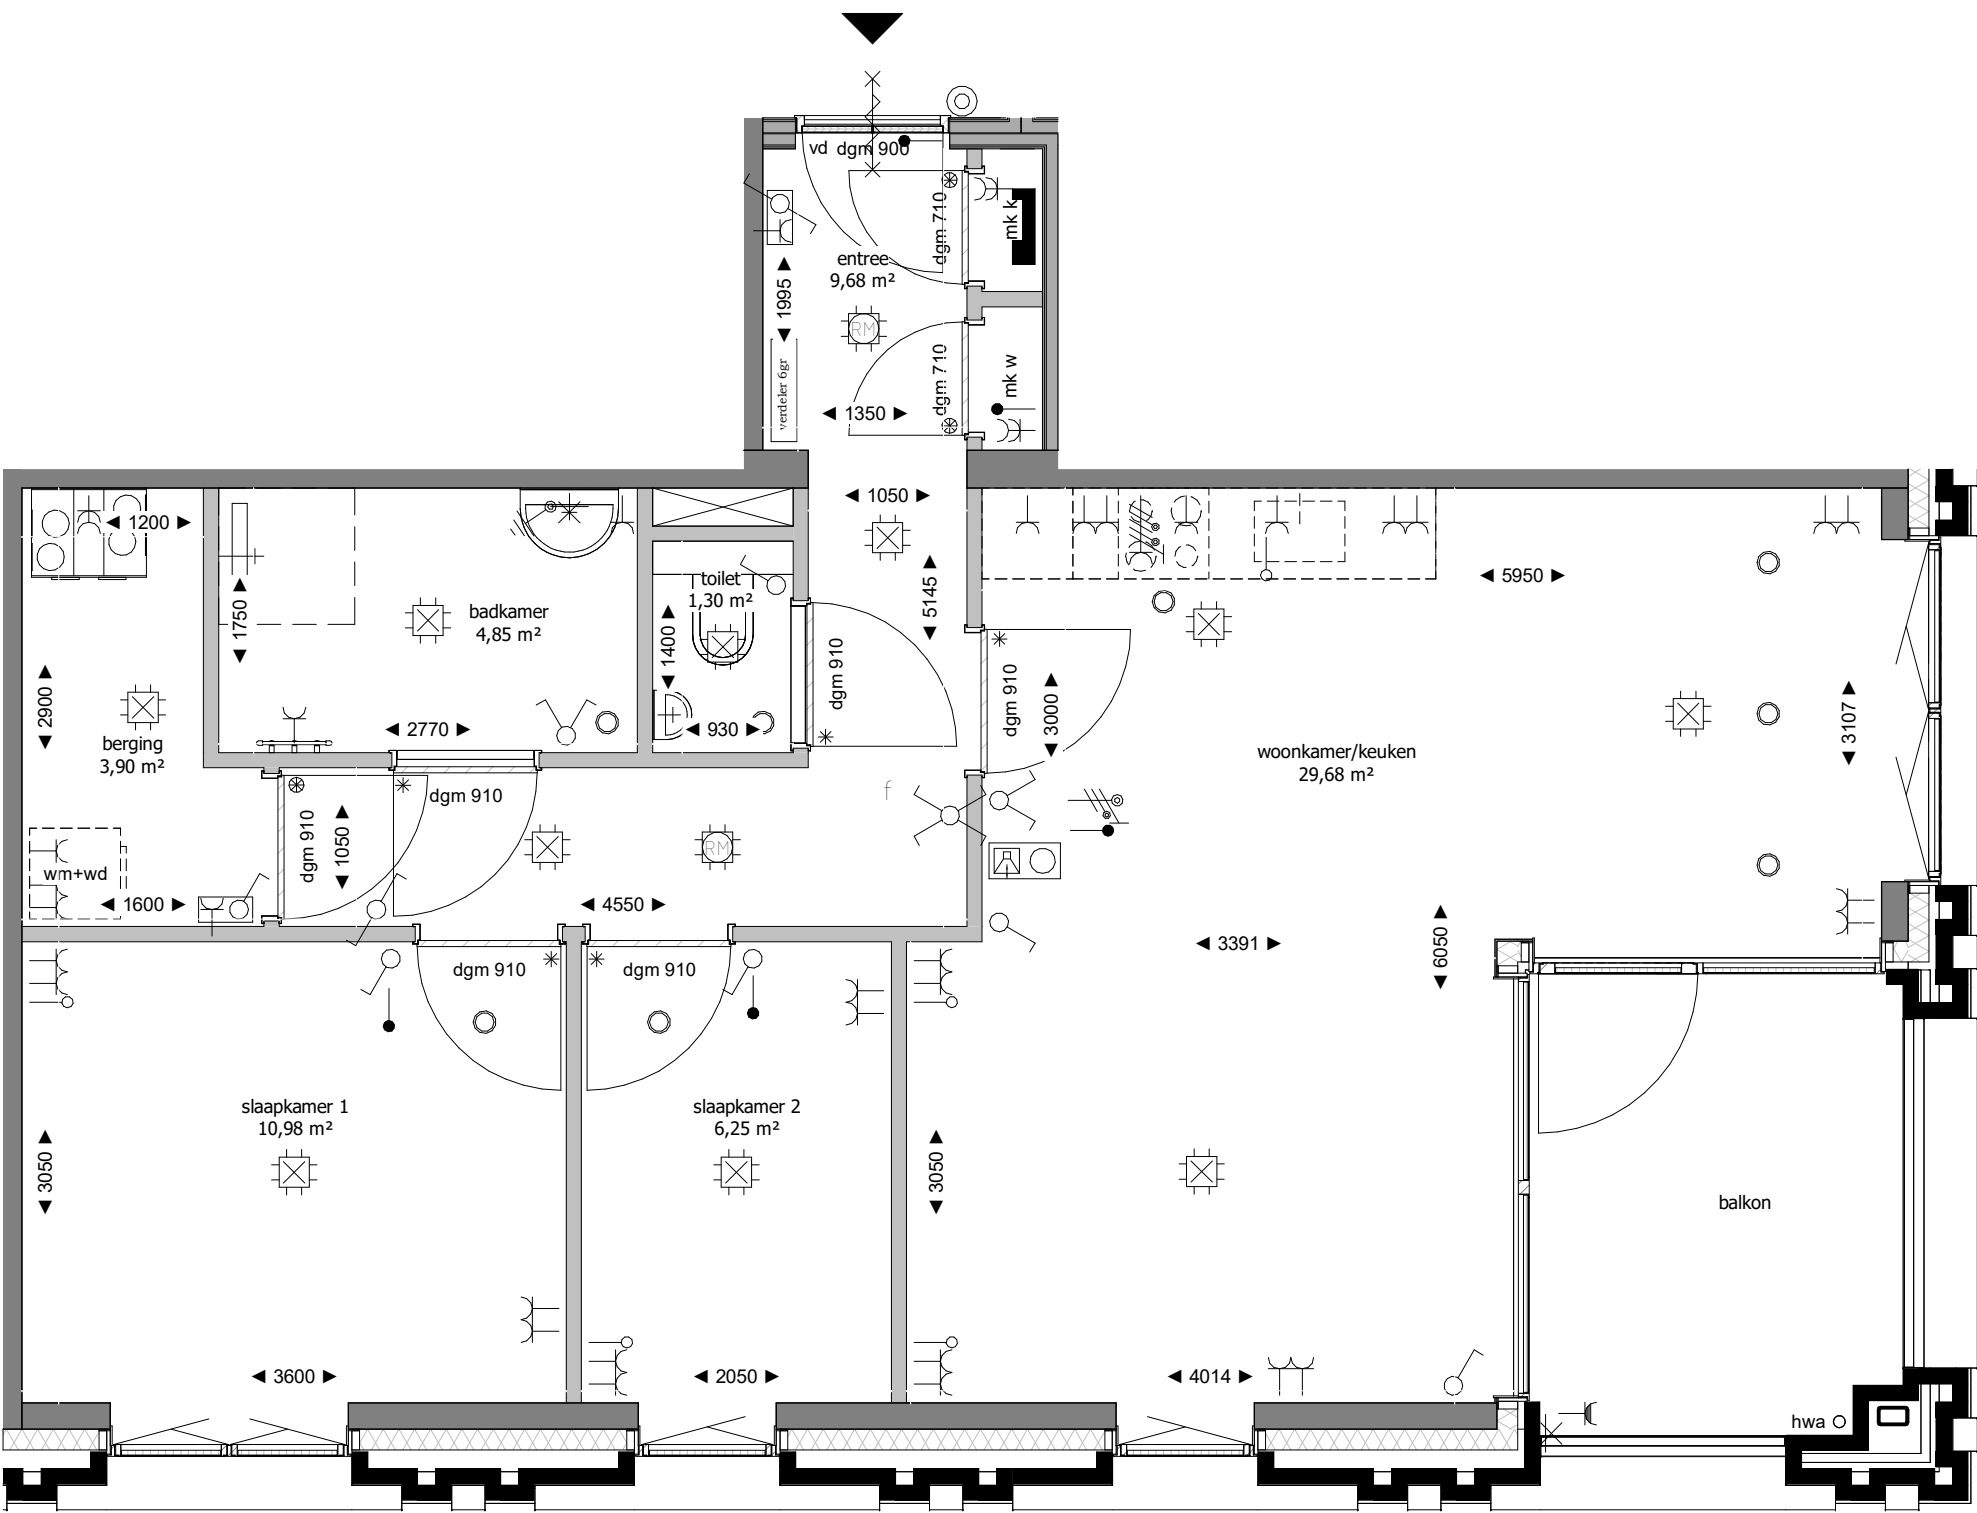 vd dgm 900
dgm 710
mk k
entree
9,68 m²
1995
RM
verdeler 6gr
dgm 710
mk w
1350
1050
1200
5950
toilet
1,30 m²
badkamer
4,85 m²
1750
1400
5145
dgm 910
dgm 910
3000
2900
berging
3,90 m²
2770
930
woonkamer/keuken
29,68 m²
3107
f
dgm 910
dgm 910
1050
RM
wm+wd
1600
4550
3391
6050
dgm 910
dgm 910
slaapkamer 1
10,98 m²
slaapkamer 2
6,25 m²
3050
3050
balkon
3600
2050
4014
hwa